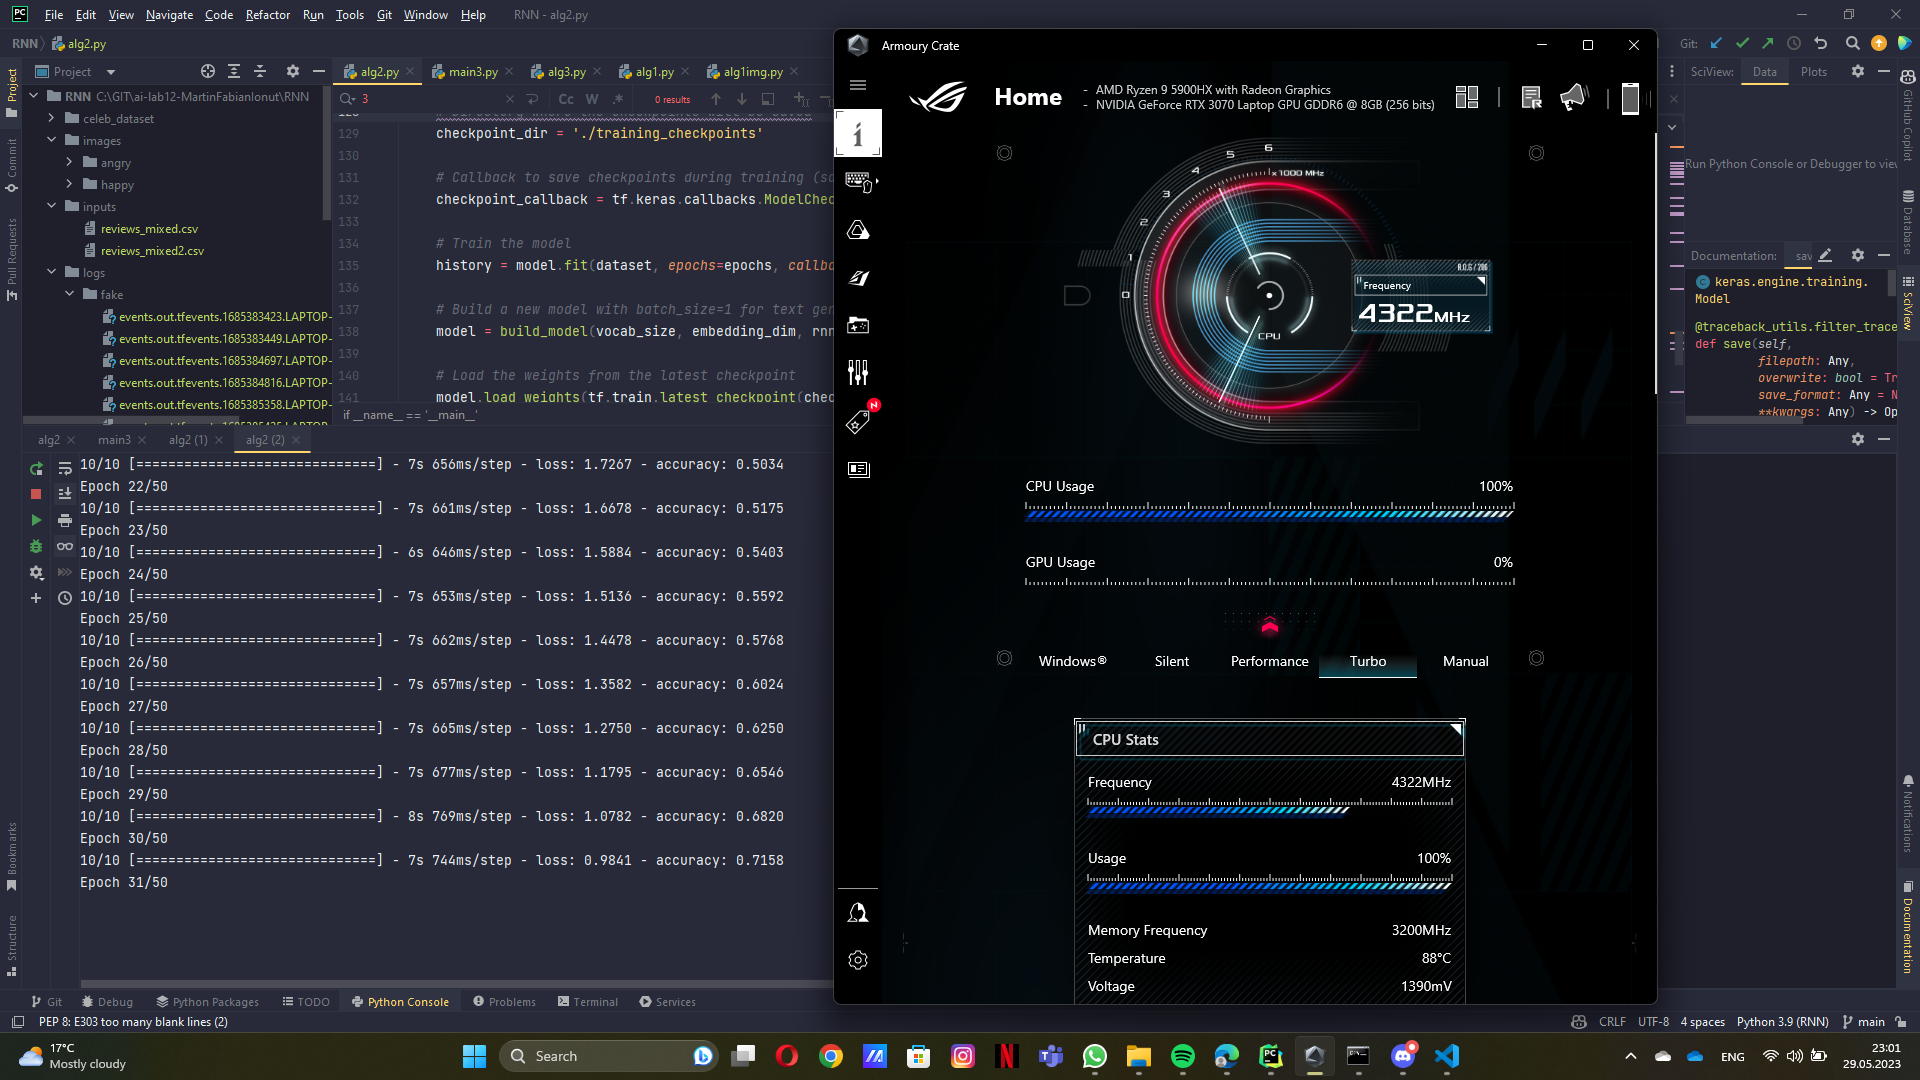 File Edit View Navigate Code Refactor Run Tools Git Window Help RNN - alg2.py
RNN alg2.py
Git:
Project
alg2.py main3.py alg3.py alg1.py alg1img.py
SciView: Data Plots
RNN C:\GIT\ai-lab12-MartinFabianIonut\RNN
celeb_dataset
images
angry
happy
inputs
reviews_mixed.csv
reviews_mixed2.csv
logs
fake
events.out.tfevents.1685383423.LAPTOP-
events.out.tfevents.1685383449.LAPTOP-
events.out.tfevents.1685384697.LAPTOP-
events.out.tfevents.1685384816.LAPTOP-
events.out.tfevents.1685385358.LAPTOP-
3 Cc W .* 0 results
129 checkpoint_dir = './training_checkpoints'
130
131 # Callback to save checkpoints during training (sa
132 checkpoint_callback = tf.keras.callbacks.ModelChec
133
134 # Train the model
135 history = model.fit(dataset, epochs=epochs, callba
136
137 # Build a new model with batch_size=1 for text gen
138 model = build_model(vocab_size, embedding_dim, rnn
139
140 # Load the weights from the latest checkpoint
141 model.load_weights(tf.train.latest_checkpoint(chec
if __name__ == '__main__'
alg2 main3 alg2 (1) alg2 (2)
10/10 [==============================] - 7s 656ms/step - loss: 1.7267 - accuracy: 0.5034
Epoch 22/50
10/10 [==============================] - 7s 661ms/step - loss: 1.6678 - accuracy: 0.5175
Epoch 23/50
10/10 [==============================] - 6s 646ms/step - loss: 1.5884 - accuracy: 0.5403
Epoch 24/50
10/10 [==============================] - 7s 653ms/step - loss: 1.5136 - accuracy: 0.5592
Epoch 25/50
10/10 [==============================] - 7s 662ms/step - loss: 1.4478 - accuracy: 0.5768
Epoch 26/50
10/10 [==============================] - 7s 657ms/step - loss: 1.3582 - accuracy: 0.6024
Epoch 27/50
10/10 [==============================] - 7s 665ms/step - loss: 1.2750 - accuracy: 0.6250
Epoch 28/50
10/10 [==============================] - 7s 677ms/step - loss: 1.1795 - accuracy: 0.6546
Epoch 29/50
10/10 [==============================] - 8s 769ms/step - loss: 1.0782 - accuracy: 0.6820
Epoch 30/50
10/10 [==============================] - 7s 744ms/step - loss: 0.9841 - accuracy: 0.7158
Epoch 31/50
Project
Commit
Pull Requests
Bookmarks
Structure
Armoury Crate
Home
- AMD Ryzen 9 5900HX with Radeon Graphics
- NVIDIA GeForce RTX 3070 Laptop GPU GDDR6 @ 8GB (256 bits)
0 1 2 3 4 5 6
x 1000 MHz
CPU
Frequency
4322MHz
CPU Usage 100%
GPU Usage 0%
Windows® Silent Performance Turbo Manual
CPU Stats
Frequency 4322MHz
Usage 100%
Memory Frequency 3200MHz
Temperature 88°C
Voltage 1390mV
Run Python Console or Debugger to view
Documentation: sav
keras.engine.training.
Model
@traceback_utils.filter_trace
def save(self,
filepath: Any,
overwrite: bool = Tr
save_format: Any = N
**kwargs: Any) -> Op
GitHub Copilot
Database
SciView
Notifications
Documentation
Git Debug Python Packages TODO Python Console Problems Terminal Services
PEP 8: E303 too many blank lines (2)
CRLF UTF-8 4 spaces Python 3.9 (RNN) main
17°C
Mostly cloudy
Search
ENG
23:01
29.05.2023